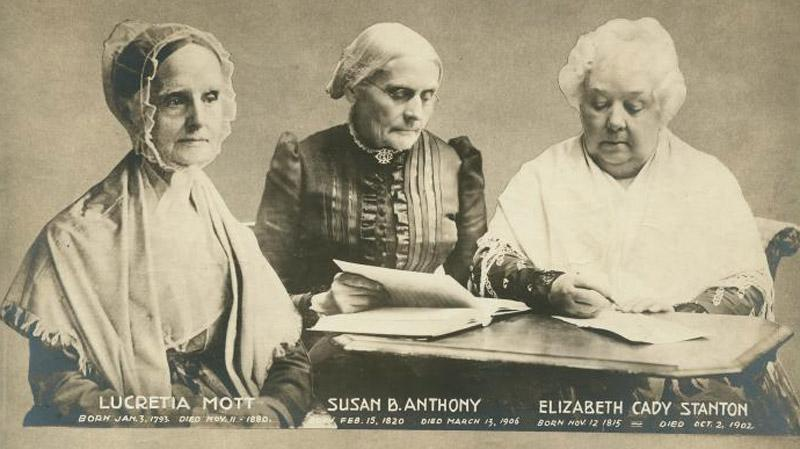 LUCRETIA MOTT
BORN JAN. 3, 1793. DIED NOV. 11 - 1880.
SUSAN B. ANTHONY
FEB. 15, 1820 DIED MARCH 13, 1906
ELIZABETH CADY STANTON
BORN NOV. 12 1815 = DIED OCT. 2, 1902